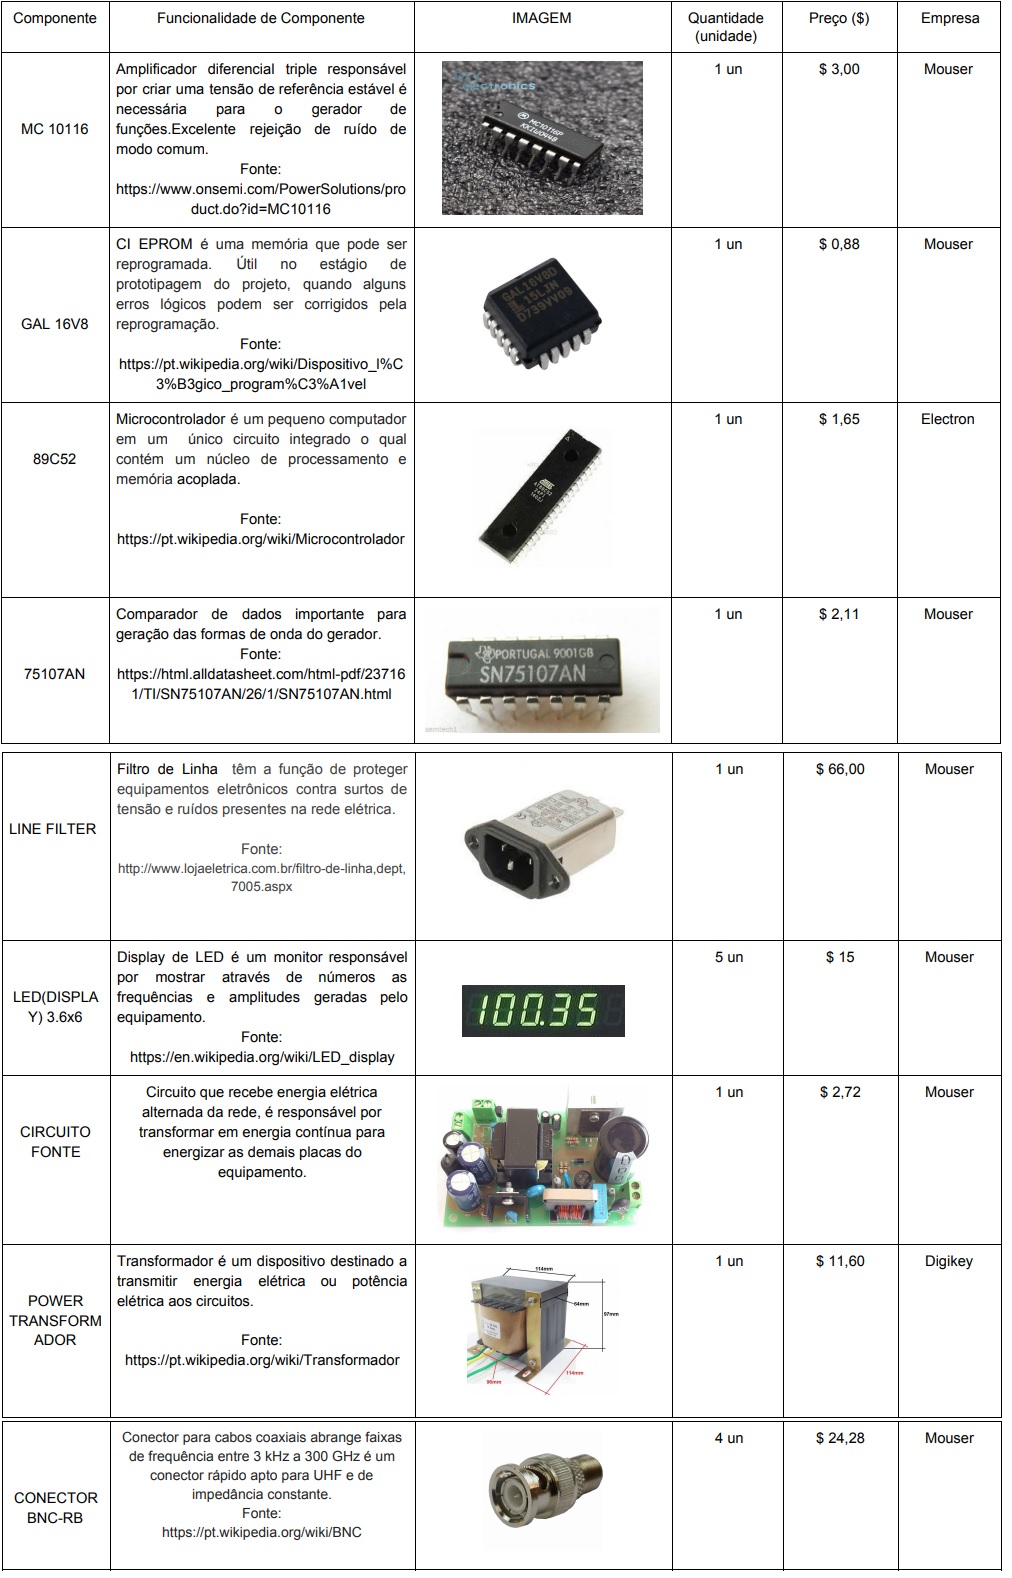 Componente
Funcionalidade de Componente
IMAGEM
Quantidade
(unidade)
Preço ($)
Empresa
MC 10116
Amplificador diferencial triple responsável
por criar uma tensão de referência estável é
necessária para o gerador de
funções.Excelente rejeição de ruído de
modo comum.
Fonte:
https://www.onsemi.com/PowerSolutions/pro
duct.do?id=MC10116
MC10116P
1 un
$ 3,00
Mouser
GAL 16V8
CI EPROM é uma memória que pode ser
reprogramada. Útil no estágio de
prototipagem do projeto, quando alguns
erros lógicos podem ser corrigidos pela
reprogramação.
Fonte:
https://pt.wikipedia.org/wiki/Dispositivo_l%C
3%B3gico_program%C3%A1vel
GAL16V8D
15LJN
D739VV09
1 un
$ 0,88
Mouser
89C52
Microcontrolador é um pequeno computador
em um único circuito integrado o qual
contém um núcleo de processamento e
memória acoplada.
Fonte:
https://pt.wikipedia.org/wiki/Microcontrolador
1 un
$ 1,65
Electron
75107AN
Comparador de dados importante para
geração das formas de onda do gerador.
Fonte:
https://html.alldatasheet.com/html-pdf/23716
1/TI/SN75107AN/26/1/SN75107AN.html
PORTUGAL 9001GB
SN75107AN
semtech1
1 un
$ 2,11
Mouser
LINE FILTER
Filtro de Linha têm a função de proteger
equipamentos eletrônicos contra surtos de
tensão e ruídos presentes na rede elétrica.
Fonte:
http://www.lojaeletrica.com.br/filtro-de-linha,dept,
7005.aspx
1 un
$ 66,00
Mouser
LED(DISPLA
Y) 3.6x6
Display de LED é um monitor responsável
por mostrar através de números as
frequências e amplitudes geradas pelo
equipamento.
Fonte:
https://en.wikipedia.org/wiki/LED_display
100.35
5 un
$ 15
Mouser
CIRCUITO
FONTE
Circuito que recebe energia elétrica
alternada da rede, é responsável por
transformar em energia contínua para
energizar as demais placas do
equipamento.
1 un
$ 2,72
Mouser
POWER
TRANSFORM
ADOR
Transformador é um dispositivo destinado a
transmitir energia elétrica ou potência
elétrica aos circuitos.
Fonte:
https://pt.wikipedia.org/wiki/Transformador
114mm
64mm
97mm
114mm
1 un
$ 11,60
Digikey
CONECTOR
BNC-RB
Conector para cabos coaxiais abrange faixas
de frequência entre 3 kHz a 300 GHz é um
conector rápido apto para UHF e de
impedância constante.
Fonte:
https://pt.wikipedia.org/wiki/BNC
4 un
$ 24,28
Mouser